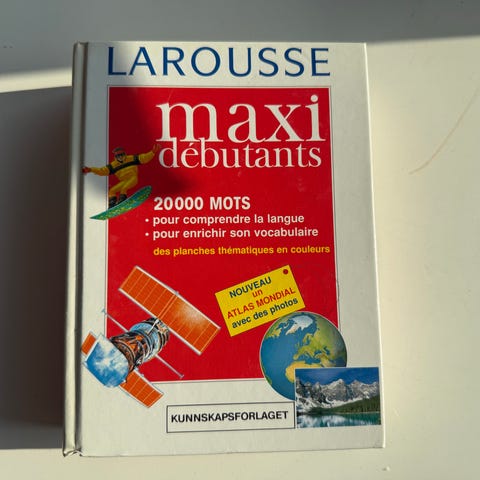 LAROUSSE
maxi
débutants
20000 MOTS
• pour comprendre la langue
• pour enrichir son vocabulaire
des planches thématiques en couleurs
NOUVEAU
un
ATLAS MONDIAL
avec des photos
KUNNSKAPSFORLAGET